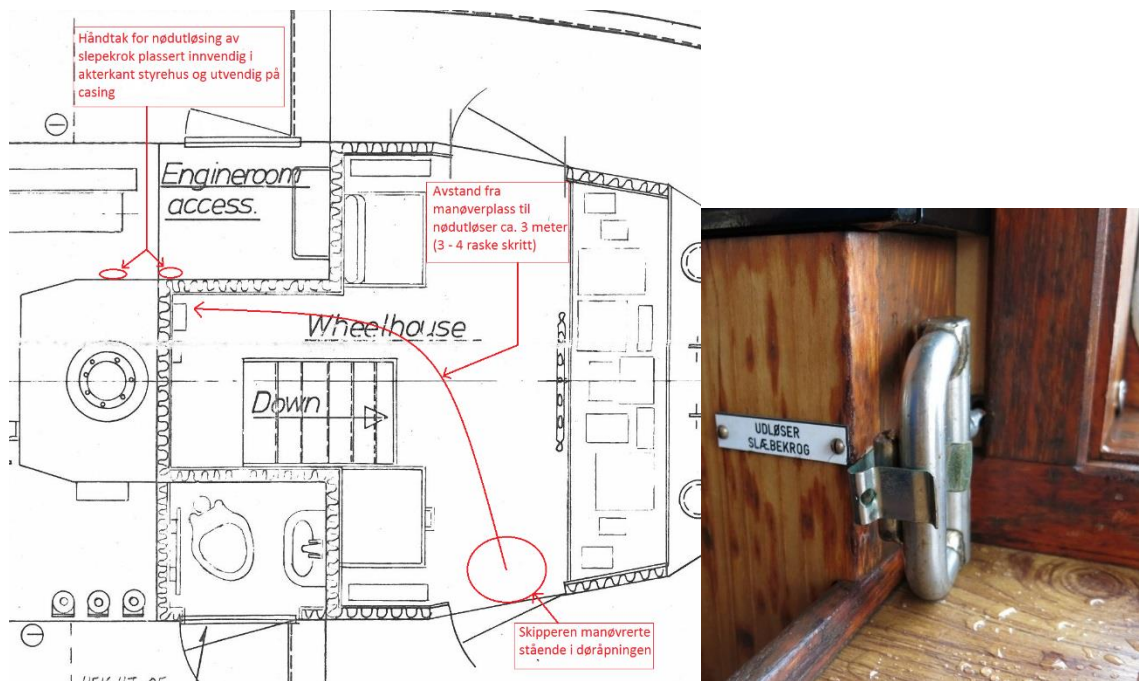 Håndtak for nødutløsing av
slepekrok plassert innvendig i
akterkant styrehus og utvendig på
casing
Engineroom
access.
Avstand fra
manøverplass til
nødutløser ca. 3 meter
(3 - 4 raske skritt)
Wheelhouse
Down
Skipperen manøvrerte
stående i døråpningen
UDLØSER
SLÆBEKROG